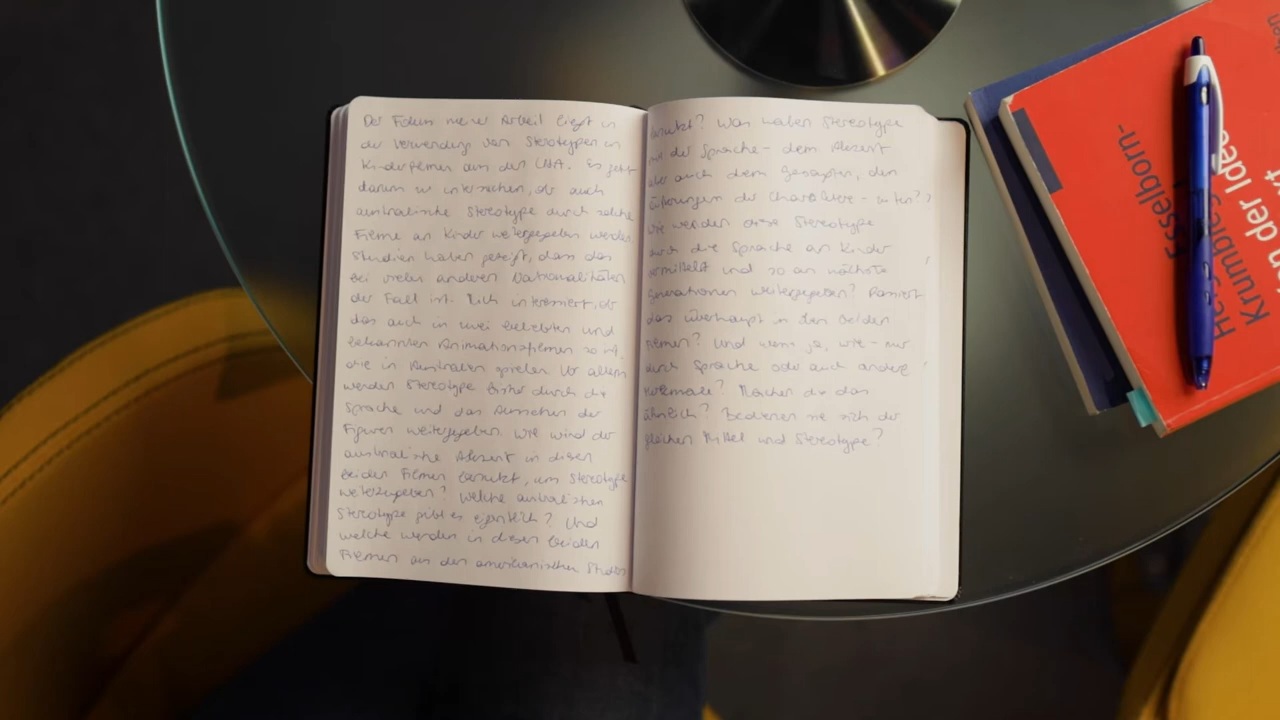 Der Fokus meiner Arbeit liegt in
der Verwendung von Stereotypen in
Kinderfilmen aus den USA. Es geht
darum zu untersuchen, ob auch
australische Stereotype durch solche
Filme an Kinder weitergegeben werden.
Studien haben gezeigt, dass das
bei vielen anderen Nationalitäten
der Fall ist. Mich interessiert, ob
das auch in zwei beliebten und
bekannten Animationsfilmen so ist,
die in Australien spielen. Vor allem
werden Stereotype bisher durch die
Sprache und das Aussehen der
Figuren weitergegeben. Wie wird der
australische Akzent in diesen
beiden Filmen benutzt, um Stereotype
weiterzugeben? Welche australischen
Stereotype gibt es eigentlich? Und
welche werden in diesen beiden
Filmen aus den amerikanischen Studios
benutzt? Was haben Stereotype
mit der Sprache - dem Akzent
aber auch dem Gesagten, den
Äußerungen der Charaktere - zu tun?
Wie werden diese Stereotype
durch die Sprache an Kinder
vermittelt und so an nächste
Generationen weitergegeben? Passiert
das überhaupt in den beiden
Filmen? Und wenn ja, wie - nur
durch Sprache oder auch andere
Merkmale? Machen die das
ähnlich? Bedienen sie sich der
gleichen Mittel und Stereotype?
Esselborn-
Krumbiegel
n der Idee